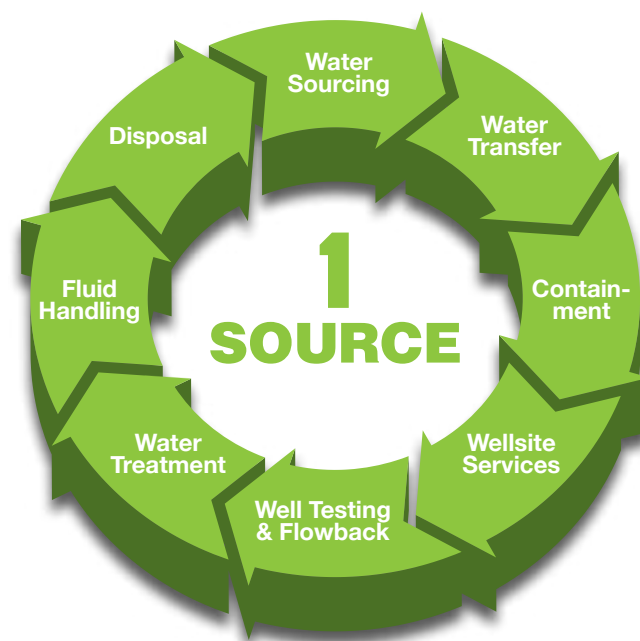 Water
Sourcing
Water
Transfer
Contain-
ment
Wellsite
Services
Well Testing
& Flowback
Water
Treatment
Fluid
Handling
Disposal
1
SOURCE